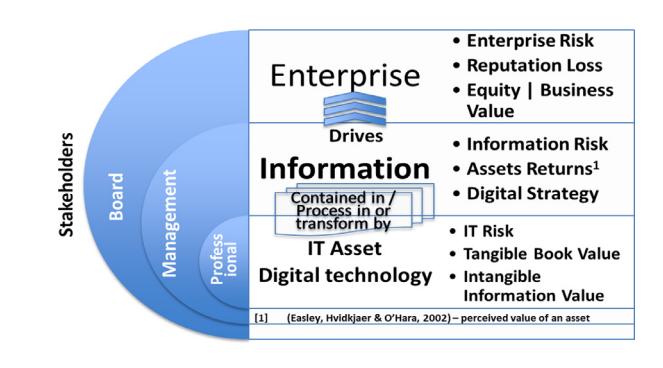 Stakeholders
Board
Management
Profess
ional
Enterprise
Drives
• Enterprise Risk
• Reputation Loss
• Equity | Business
Value
Information
Contained in /
Process in or
transform by
• Information Risk
• Assets Returns¹
• Digital Strategy
IT Asset
Digital technology
• IT Risk
• Tangible Book Value
• Intangible
Information Value
[1] (Easley, Hvidkjaer & O'Hara, 2002) – perceived value of an asset